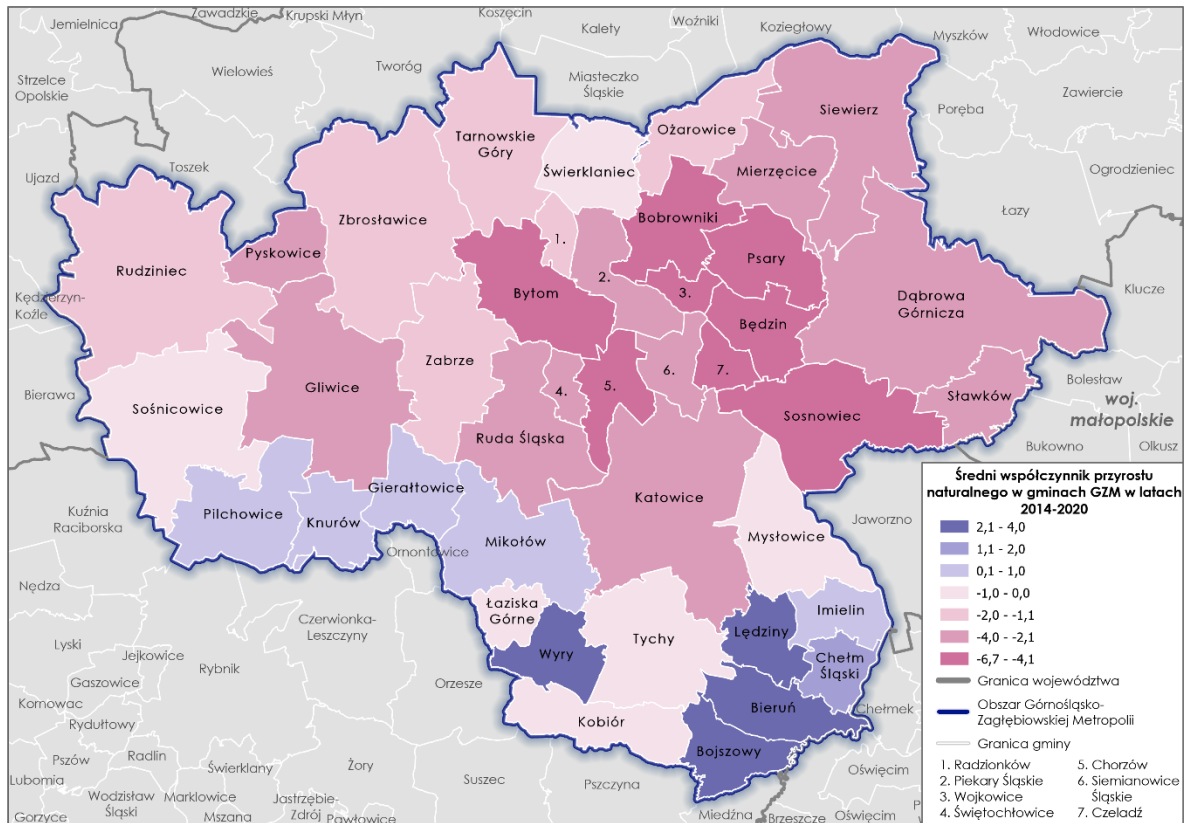 Jemielnica
Zawadzkie
Krupski Młyn
Koszęcin
Kalety
Woźniki
Koziegłowy
Myszków
Włodowice
Strzelce
Opolskie
Wielowieś
Tworóg
Miasteczko
Śląskie
Siewierz
Poręba
Zawiercie
Tarnowskie
Góry
Ożarowice
Ujazd
Toszek
Świerklaniec
Mierzęcice
Ogrodzieniec
Zbrosławice
Bobrowniki
Łazy
Rudziniec
Pyskowice
1.
2.
Psary
Kędzierzyn-
Koźle
Bytom
3.
Dąbrowa
Górnicza
Klucze
Będzin
Zabrze
6.
7.
Gliwice
4.
5.
Bierawa
Sośnicowice
Sławków
Bolesław
woj.
małopolskie
Ruda Śląska
Sosnowiec
Bukowno
Olkusz
Gierałtowice
Katowice
Kuźnia
Raciborska
Pilchowice
Knurów
Mikołów
Mysłowice
Jaworzno
Ornontowice
Nędza
Łaziska
Górne
Imielin
Czerwionka-
Leszczyny
Lędziny
Tychy
Lyski
Jejkowice
Rybnik
Wyry
Chełm
Śląski
Gaszowice
Orzesze
Kornowac
Bieruń
Chełmek
Rydułtowy
Kobiór
Pszów
Radlin
Bojszowy
Lubomia
Świerklany
Żory
Suszec
Pszczyna
Oświęcim
Wodzisław
Śląski
Marklowice
Jastrzębie-
Zdrój
Gorzyce
Mszana
Pawłowice
Miedźna
Brzeszcze
Oświęcim
Średni współczynnik przyrostu
naturalnego w gminach GZM w latach
2014-2020
2,1 - 4,0
1,1 - 2,0
0,1 - 1,0
-1,0 - 0,0
-2,0 - -1,1
-4,0 - -2,1
-6,7 - -4,1
Granica województwa
Obszar Górnośląsko-
Zagłębiowskiej Metropolii
Granica gminy
1. Radzionków
2. Piekary Śląskie
3. Wojkowice
4. Świętochłowice
5. Chorzów
6. Siemianowice
Śląskie
7. Czeladź